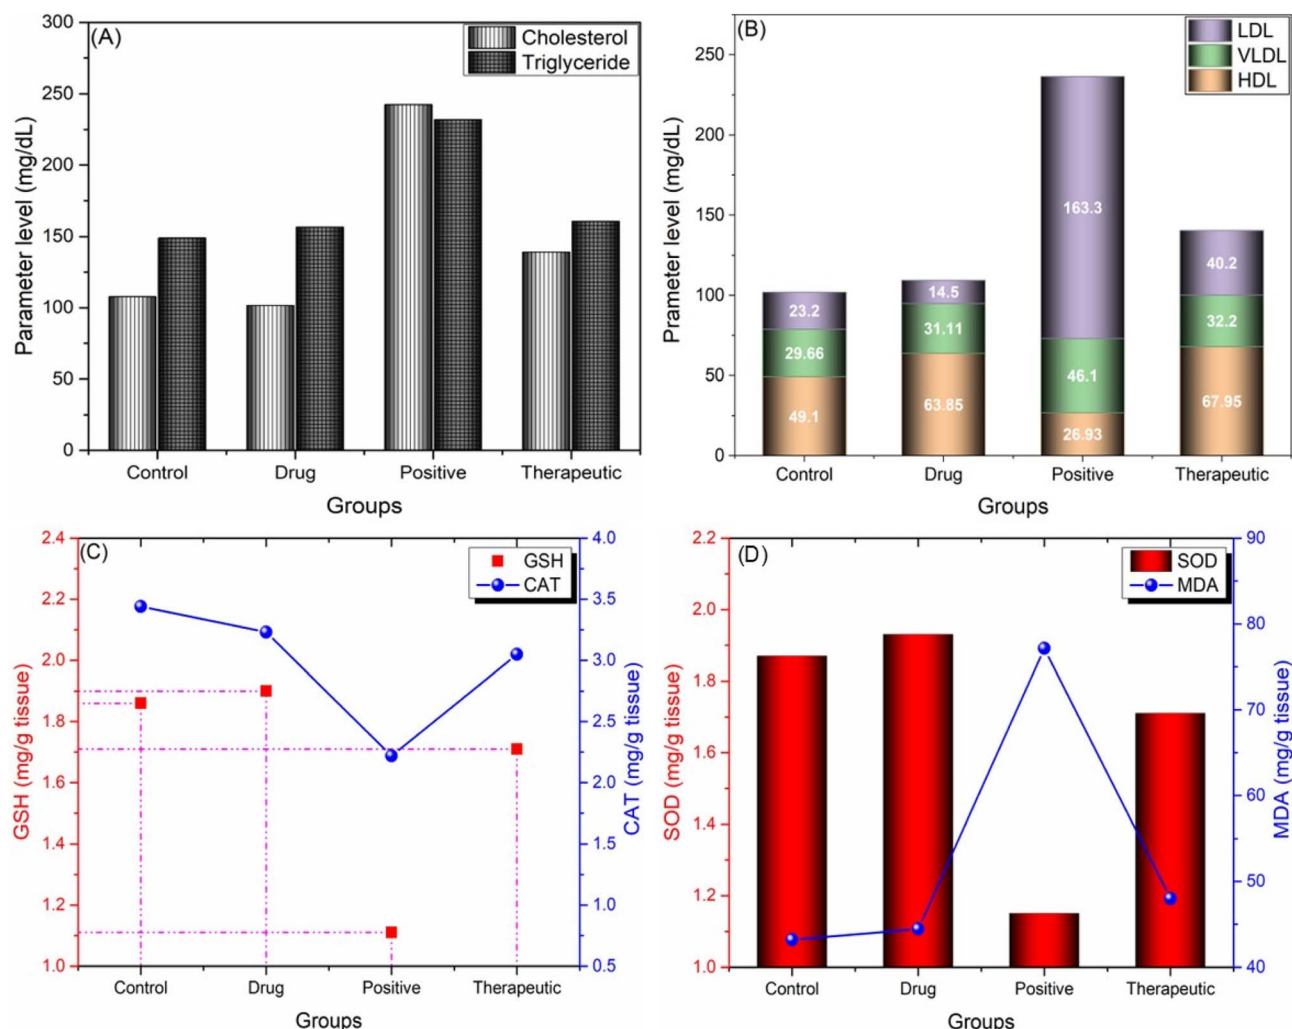 (A)
Cholesterol
Triglyceride
Parameter level (mg/dL)
300
250
200
150
100
50
0
Control Drug Positive Therapeutic
Groups
(B)
LDL
VLDL
HDL
Prameter level (mg/dL)
250
200
150
100
50
0
23.2
29.66
49.1
14.5
31.11
63.85
163.3
46.1
26.93
40.2
32.2
67.95
Control Drug Positive Therapeutic
Groups
(C)
GSH
CAT
GSH (mg/g tissue)
2.4
2.2
2.0
1.8
1.6
1.4
1.2
1.0
CAT (mg/g tissue)
4.0
3.5
3.0
2.5
2.0
1.5
1.0
0.5
Control Drug Positive Therapeutic
Groups
(D)
SOD
MDA
SOD (mg/g tissue)
2.2
2.0
1.8
1.6
1.4
1.2
1.0
MDA (mg/g tissue)
90
80
70
60
50
40
Control Drug Positive Therapeutic
Groups